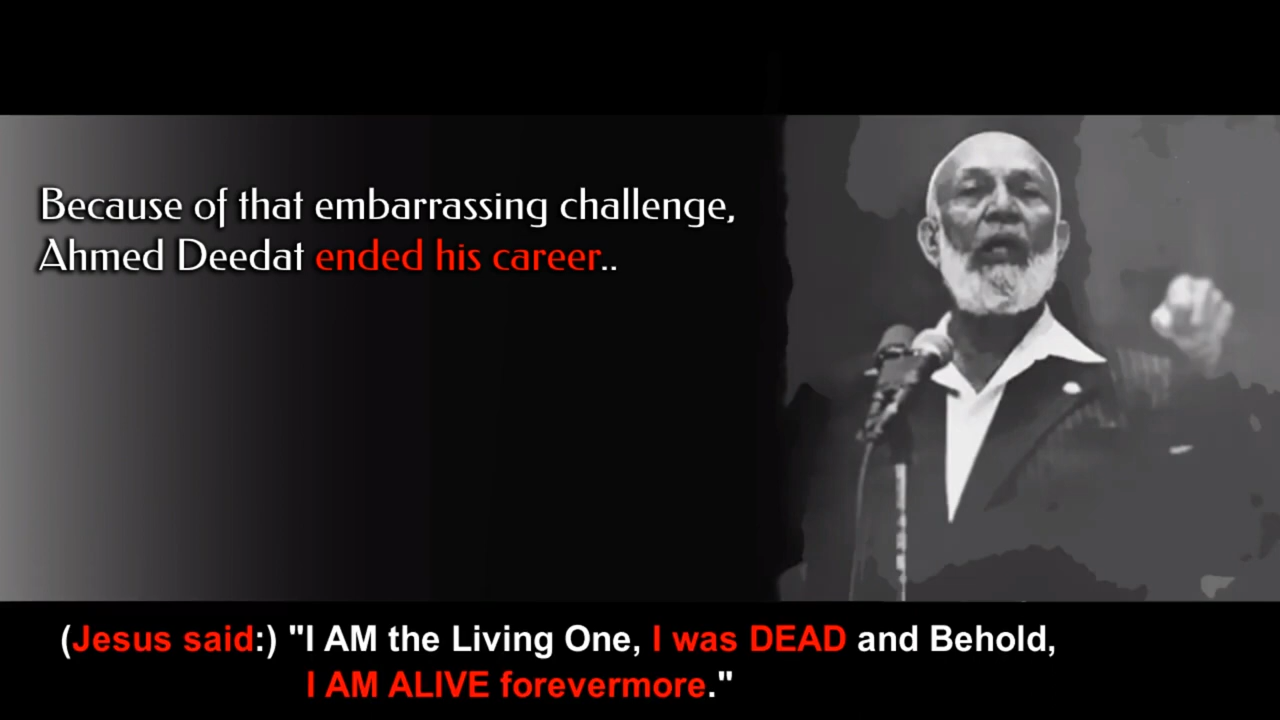 Because of that embarrassing challenge,
Ahmed Deedat ended his career..
(Jesus said:) "I AM the Living One, I was DEAD and Behold,
I AM ALIVE forevermore."